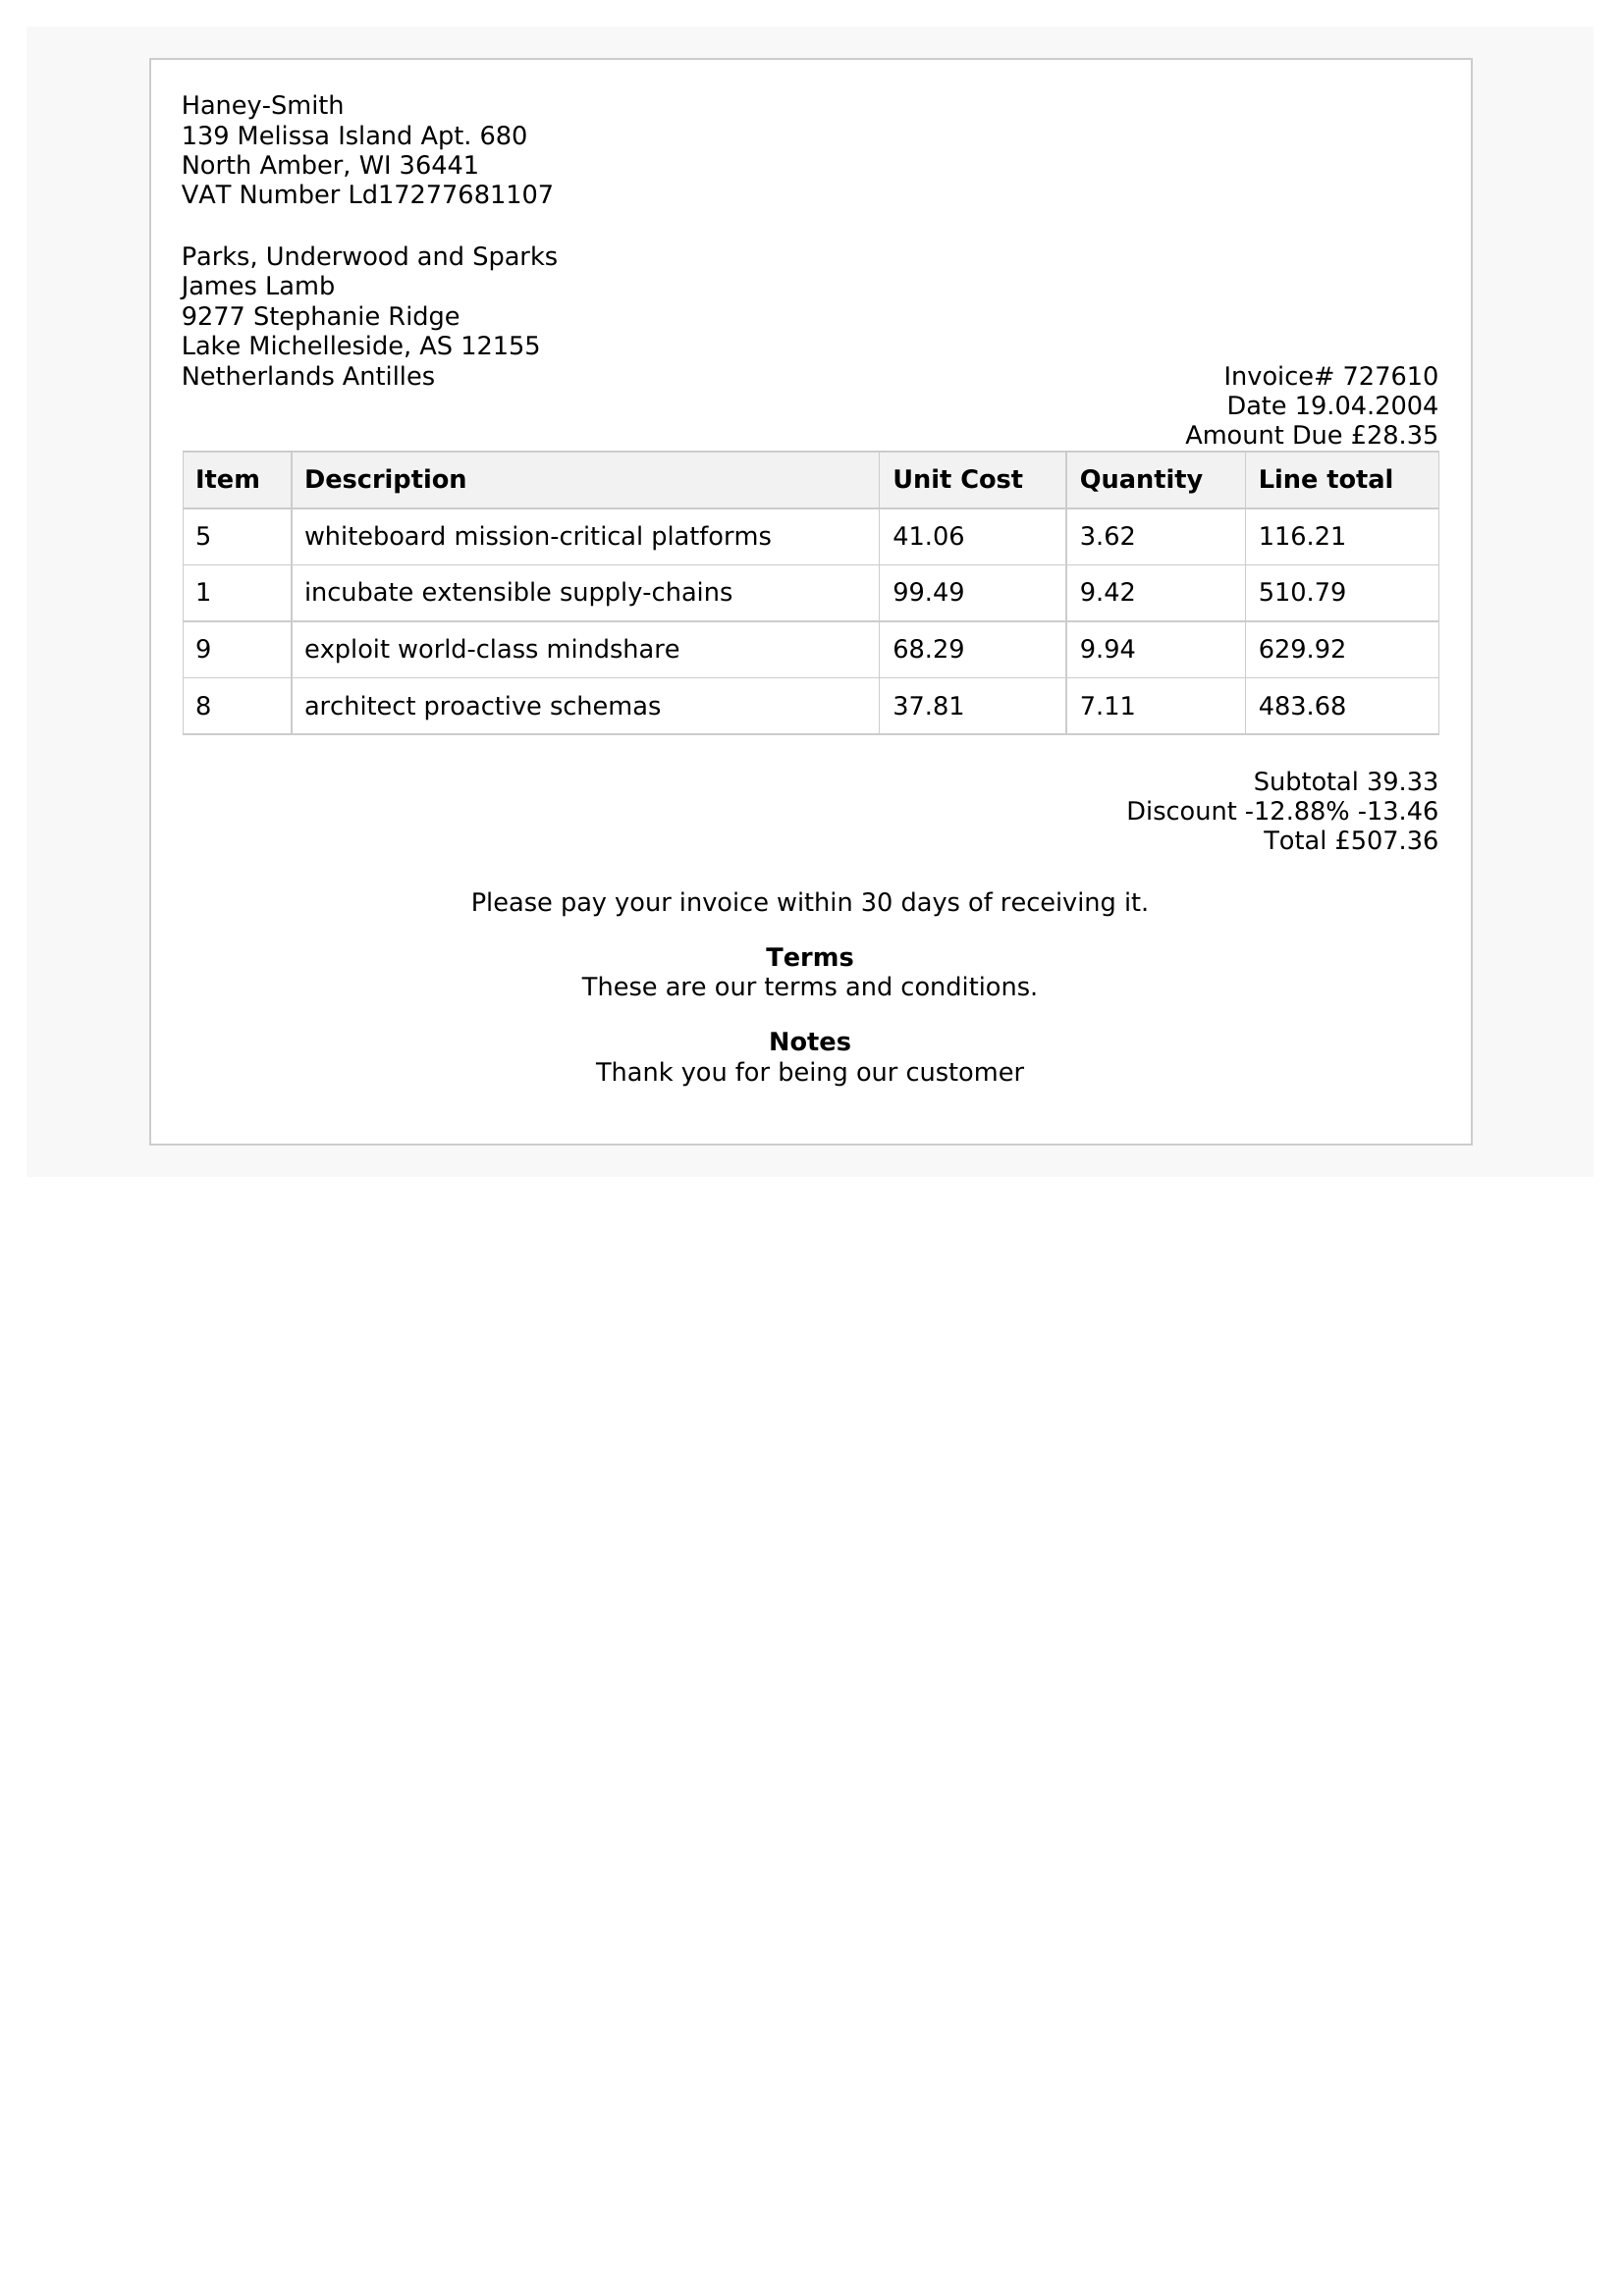 Haney-Smith
139 Melissa Island Apt. 680
North Amber, WI 36441
VAT Number Ld17277681107
Parks, Underwood and Sparks
James Lamb
9277 Stephanie Ridge
Lake Michelleside, AS 12155
Netherlands Antilles
Invoice# 727610
Date 19.04.2004
Amount Due £28.35
Item Description Unit Cost Quantity Line total
5 whiteboard mission-critical platforms 41.06 3.62 116.21
1 incubate extensible supply-chains 99.49 9.42 510.79
9 exploit world-class mindshare 68.29 9.94 629.92
8 architect proactive schemas 37.81 7.11 483.68
Subtotal 39.33
Discount -12.88% -13.46
Total £507.36
Please pay your invoice within 30 days of receiving it.
Terms
These are our terms and conditions.
Notes
Thank you for being our customer